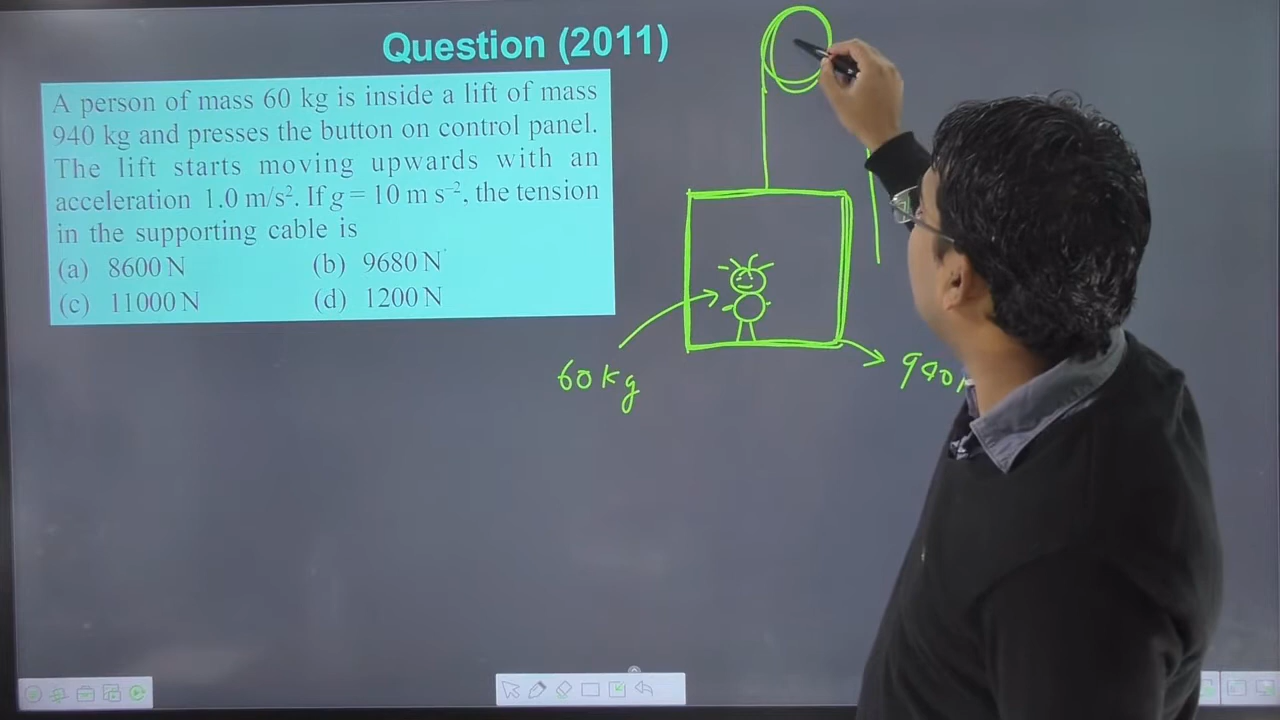 Question (2011)
A person of mass 60 kg is inside a lift of mass
940 kg and presses the button on control panel.
The lift starts moving upwards with an
acceleration 1.0 m/s². If g = 10 m s⁻², the tension
in the supporting cable is
(a) 8600 N (b) 9680 N
(c) 11000 N (d) 1200 N
60 kg
940